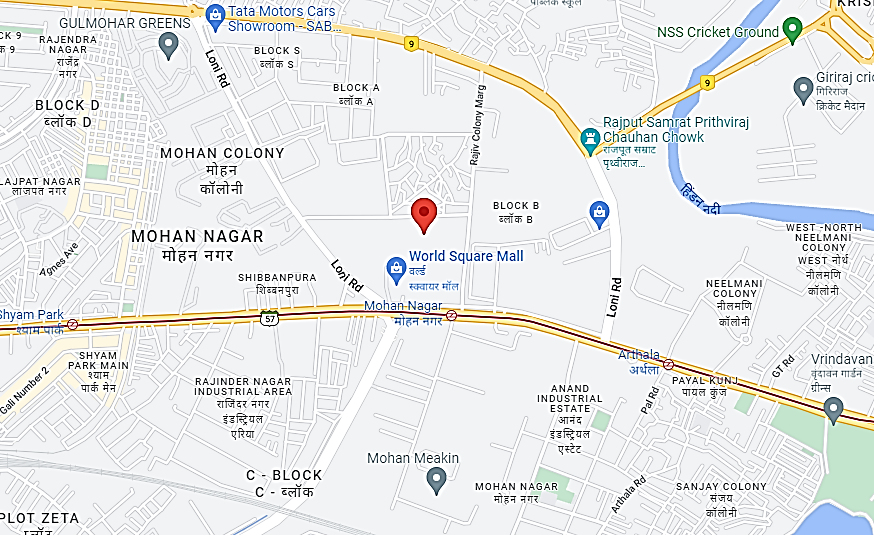 GULMOHAR GREENS
Tata Motors Cars
Showroom - SAB...
पब्लिक स्कूल
NSS Cricket Ground
RAJENDRA
NAGAR
राजेंद्र
नगर
Loni Rd
BLOCK S
ब्लॉक S
9
9
BLOCK A
ब्लॉक A
Giriraj cric
गिरिराज
क्रिकेट मैदान
BLOCK D
ब्लॉक D
Rajiv Colony Marg
Rajput Samrat Prithviraj
Chauhan Chowk
राजपूत सम्राट
पृथ्वीराज...
MOHAN COLONY
मोहन
कॉलोनी
LAJPAT NAGAR
लाजपत नगर
हिंडन नदी
BLOCK B
ब्लॉक B
WEST -NORTH
NEELMANI
COLONY
WEST नोर्थ
नीलमणि
कॉलोनी
MOHAN NAGAR
मोहन नगर
Agnes Ave
World Square Mall
वर्ल्ड
स्क्वायर मॉल
SHIBBANPURA
शिब्बनपुरा
Loni Rd
Loni Rd
NEELMANI
COLONY
नीलमणि
कॉलोनी
Shyam Park
श्याम पार्क
57
Mohan Nagar
मोहन नगर
SHYAM
PARK MAIN
श्याम
पार्क मेन
Arthala
अर्थला
GT Rd
Vrindavan
वृंदावन गार्डन
ग्रीन्स
Gali Number 2
RAJINDER NAGAR
INDUSTRIAL AREA
राजिंदर नगर
इंडस्ट्रियल
एरिया
PAYAL KUNJ
पायल कुंज
Pal Rd
ANAND
INDUSTRIAL
ESTATE
आनंद
इंडस्ट्रियल
एस्टेट
Mohan Meakin
C - BLOCK
C - ब्लॉक
MOHAN NAGAR
मोहन नगर
Arthala Rd
SANJAY COLONY
संजय
कॉलोनी
PLOT ZETA